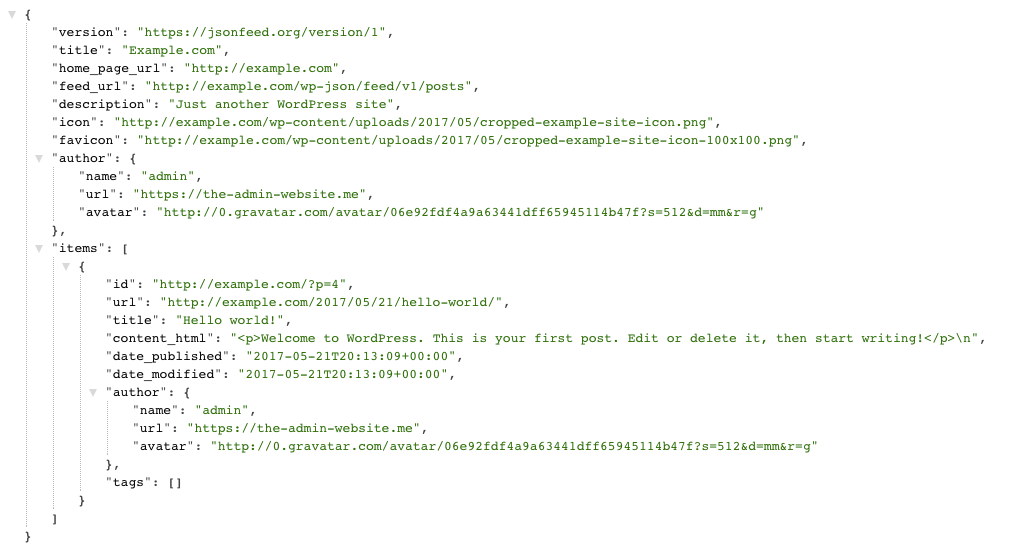 {
"version": "https://jsonfeed.org/version/1",
"title": "Example.com",
"home_page_url": "http://example.com",
"feed_url": "http://example.com/wp-json/feed/v1/posts",
"description": "Just another WordPress site",
"icon": "http://example.com/wp-content/uploads/2017/05/cropped-example-site-icon.png",
"favicon": "http://example.com/wp-content/uploads/2017/05/cropped-example-site-icon-100x100.png",
"author": {
"name": "admin",
"url": "https://the-admin-website.me",
"avatar": "http://0.gravatar.com/avatar/06e92fdf4a9a63441dff65945114b47f?s=512&d=mm&r=g"
},
"items": [
{
"id": "http://example.com/?p=4",
"url": "http://example.com/2017/05/21/hello-world/",
"title": "Hello world!",
"content_html": "<p>Welcome to WordPress. This is your first post. Edit or delete it, then start writing!</p>\n",
"date_published": "2017-05-21T20:13:09+00:00",
"date_modified": "2017-05-21T20:13:09+00:00",
"author": {
"name": "admin",
"url": "https://the-admin-website.me",
"avatar": "http://0.gravatar.com/avatar/06e92fdf4a9a63441dff65945114b47f?s=512&d=mm&r=g"
},
"tags": []
}
]
}